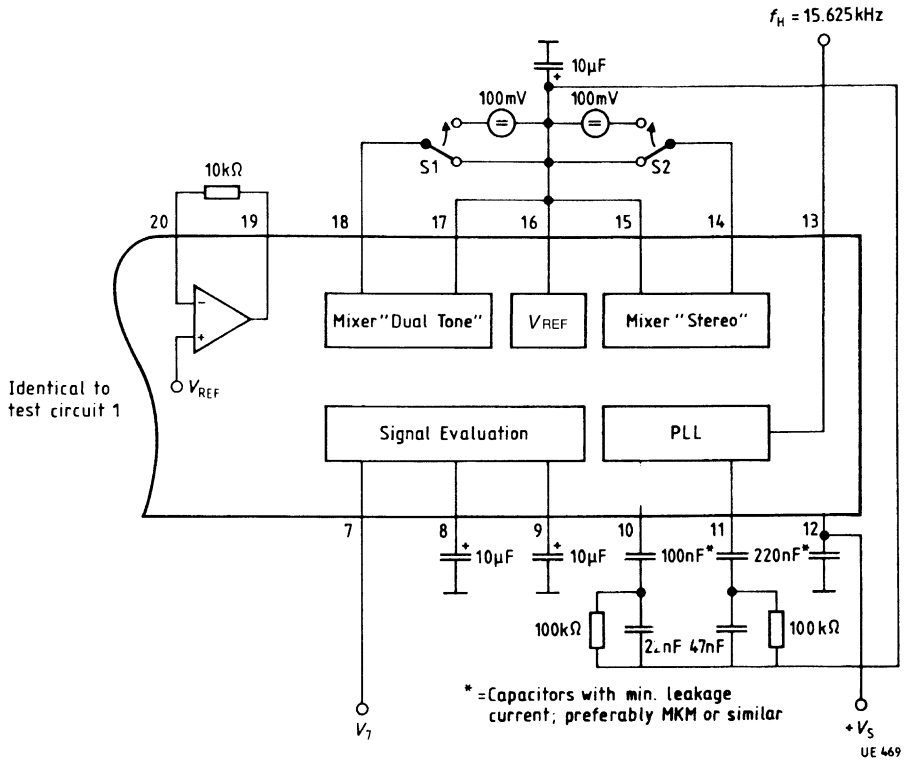 f_H = 15.625 kHz
10µF
+
100mV
100mV
S1
S2
10kΩ
20
19
18
17
16
15
14
13
Mixer "Dual Tone"
V_REF
Mixer "Stereo"
−
+
V_REF
Identical to
test circuit 1
Signal Evaluation
PLL
7
8
9
10
11
12
+
10µF
+
10µF
100nF*
220nF*
100kΩ
47nF
100kΩ
* = Capacitors with min. leakage
current; preferably MKM or similar
V_7
+V_S
UE 469